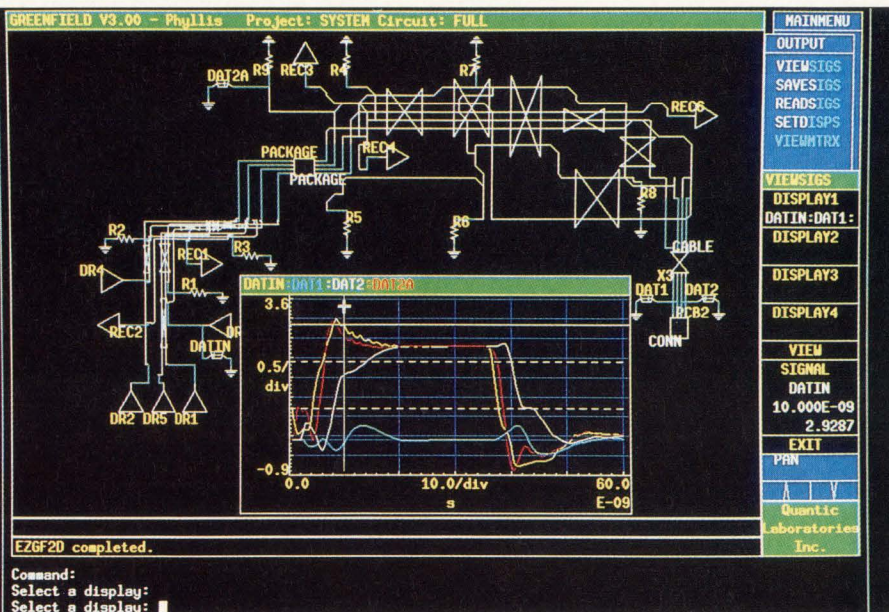 GREENFIELD V3.00 - Phyllis Project: SYSTEM Circuit: FULL
MAINMENU
OUTPUT
VIEWSIGS
SAVESIGS
READSIGS
SETDISPS
VIEWMTRX
VIEWSIGS
DISPLAY1
DATIN:DAT1:
DISPLAY2
DISPLAY3
DISPLAY4
VIEW
SIGNAL
DATIN
10.000E-09
2.9287
EXIT
PAN
Quantic
Laboratories
Inc.
DAT2A
R9
REC3
R4
R7
REC6
PACKAGE
PACKAGE
REC4
R5
R6
R8
R2
DR4
REC1
R3
R1
REC2
DR
DATIN
DR2
DR5
DR1
CABLE
X3
DAT1
DAT2
PCB2
CONN
DATIN:DAT1:DAT2:DAT2A
3.6
0.5/
div
-0.9
0.0
10.0/div
60.0
s
E-09
EZGF2D completed.
Command:
Select a display:
Select a display: